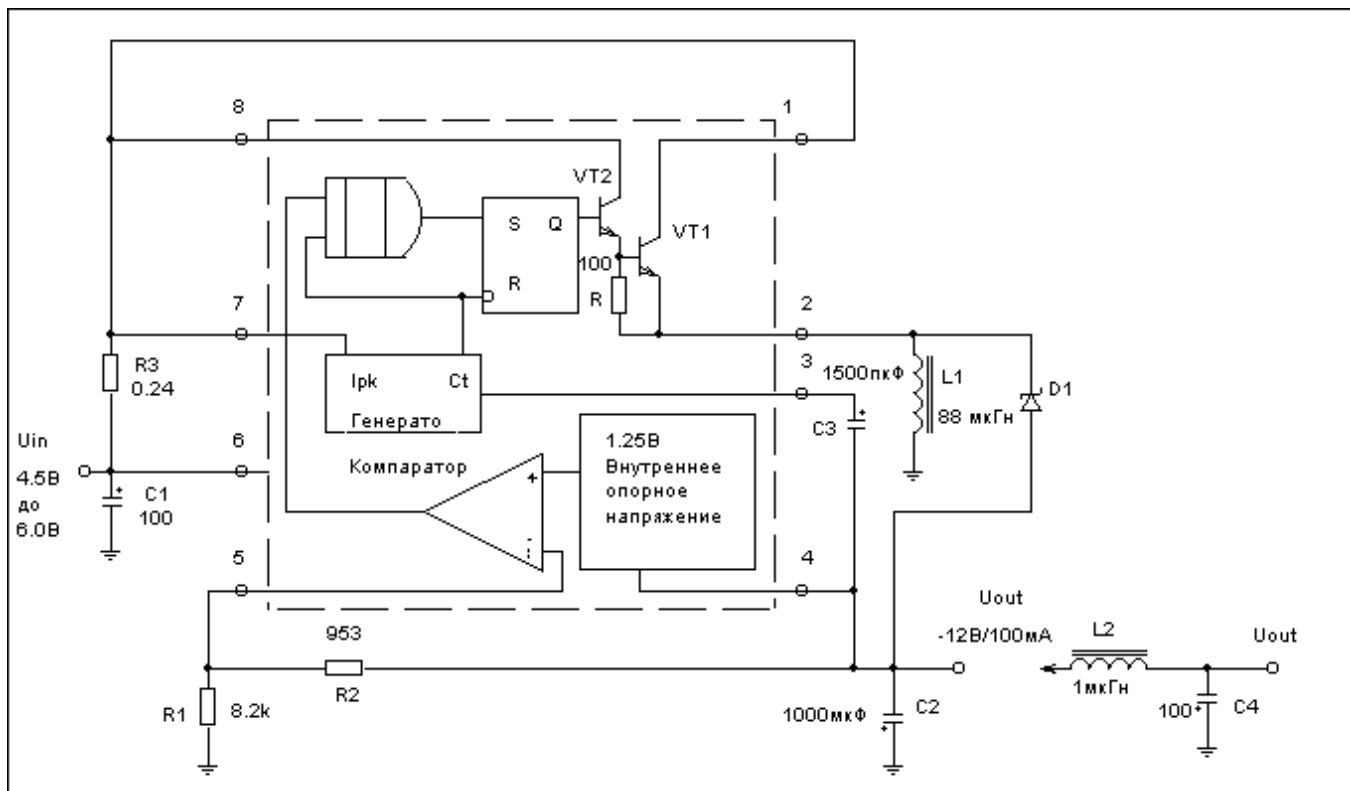 8
1
VT2
VT1
S
Q
R
100
R
7
2
3
R3
0.24
Ipk
Ct
Генерато
1500пкФ
L1
88 мкГн
D1
C3
Uin
4.5В
до
6.0В
6
C1
100
Компаратор
1.25В
Внутреннее
опорное
напряжение
5
4
953
R2
R1
8.2k
Uout
-12В/100мА
L2
1мкГн
Uout
1000мкФ
C2
100
C4